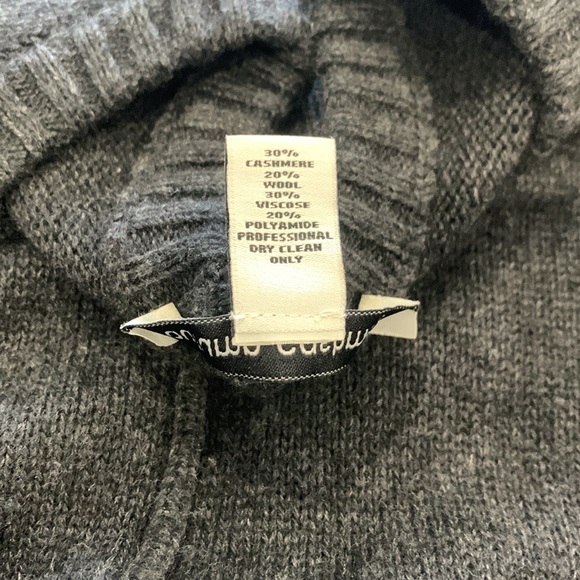 30%
CASHMERE
20%
WOOL
30%
VISCOSE
20%
POLYAMIDE
PROFESSIONAL
DRY CLEAN
ONLY